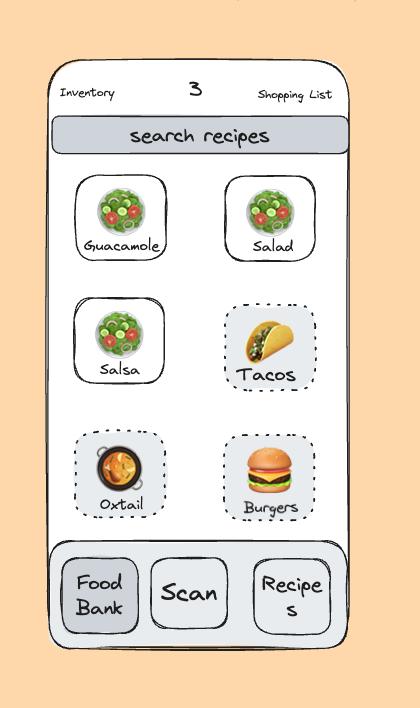 Inventory 3 Shopping List
search recipes
Guacamole Salad
Salsa Tacos
Oxtail Burgers
Food
Bank
Scan
Recipe
s